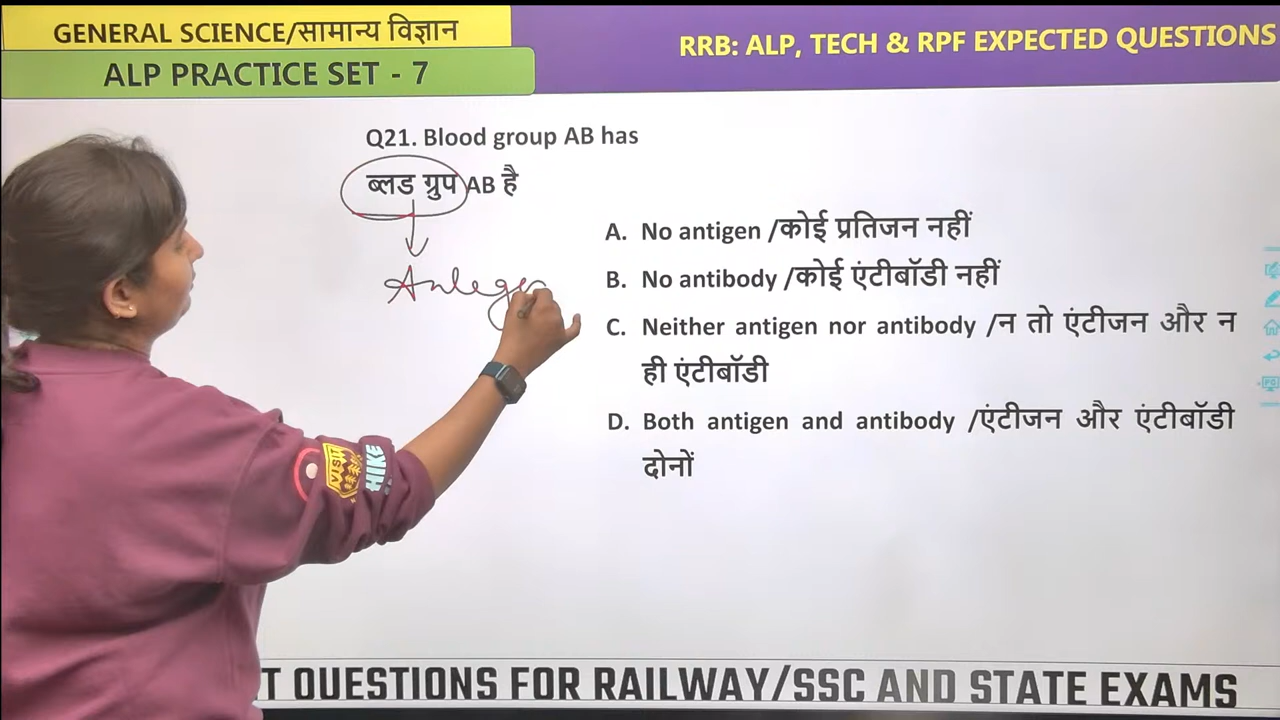 GENERAL SCIENCE/सामान्य विज्ञान
RRB: ALP, TECH & RPF EXPECTED QUESTIONS
ALP PRACTICE SET - 7
Q21. Blood group AB has
ब्लड ग्रुप AB है
A. No antigen /कोई प्रतिजन नहीं
B. No antibody /कोई एंटीबॉडी नहीं
C. Neither antigen nor antibody /न तो एंटीजन और न
ही एंटीबॉडी
D. Both antigen and antibody /एंटीजन और एंटीबॉडी
दोनों
VISIT
HIKE
QUESTIONS FOR RAILWAY/SSC AND STATE EXAMS